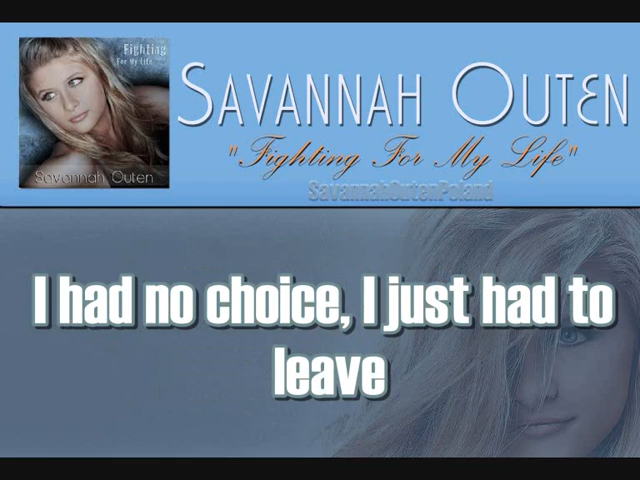 Fighting
For My Life
Savannah Outen
SAVANNAH OUTEN
"Fighting For My Life"
SavannahOutenPoland
I had no choice, I just had to
leave